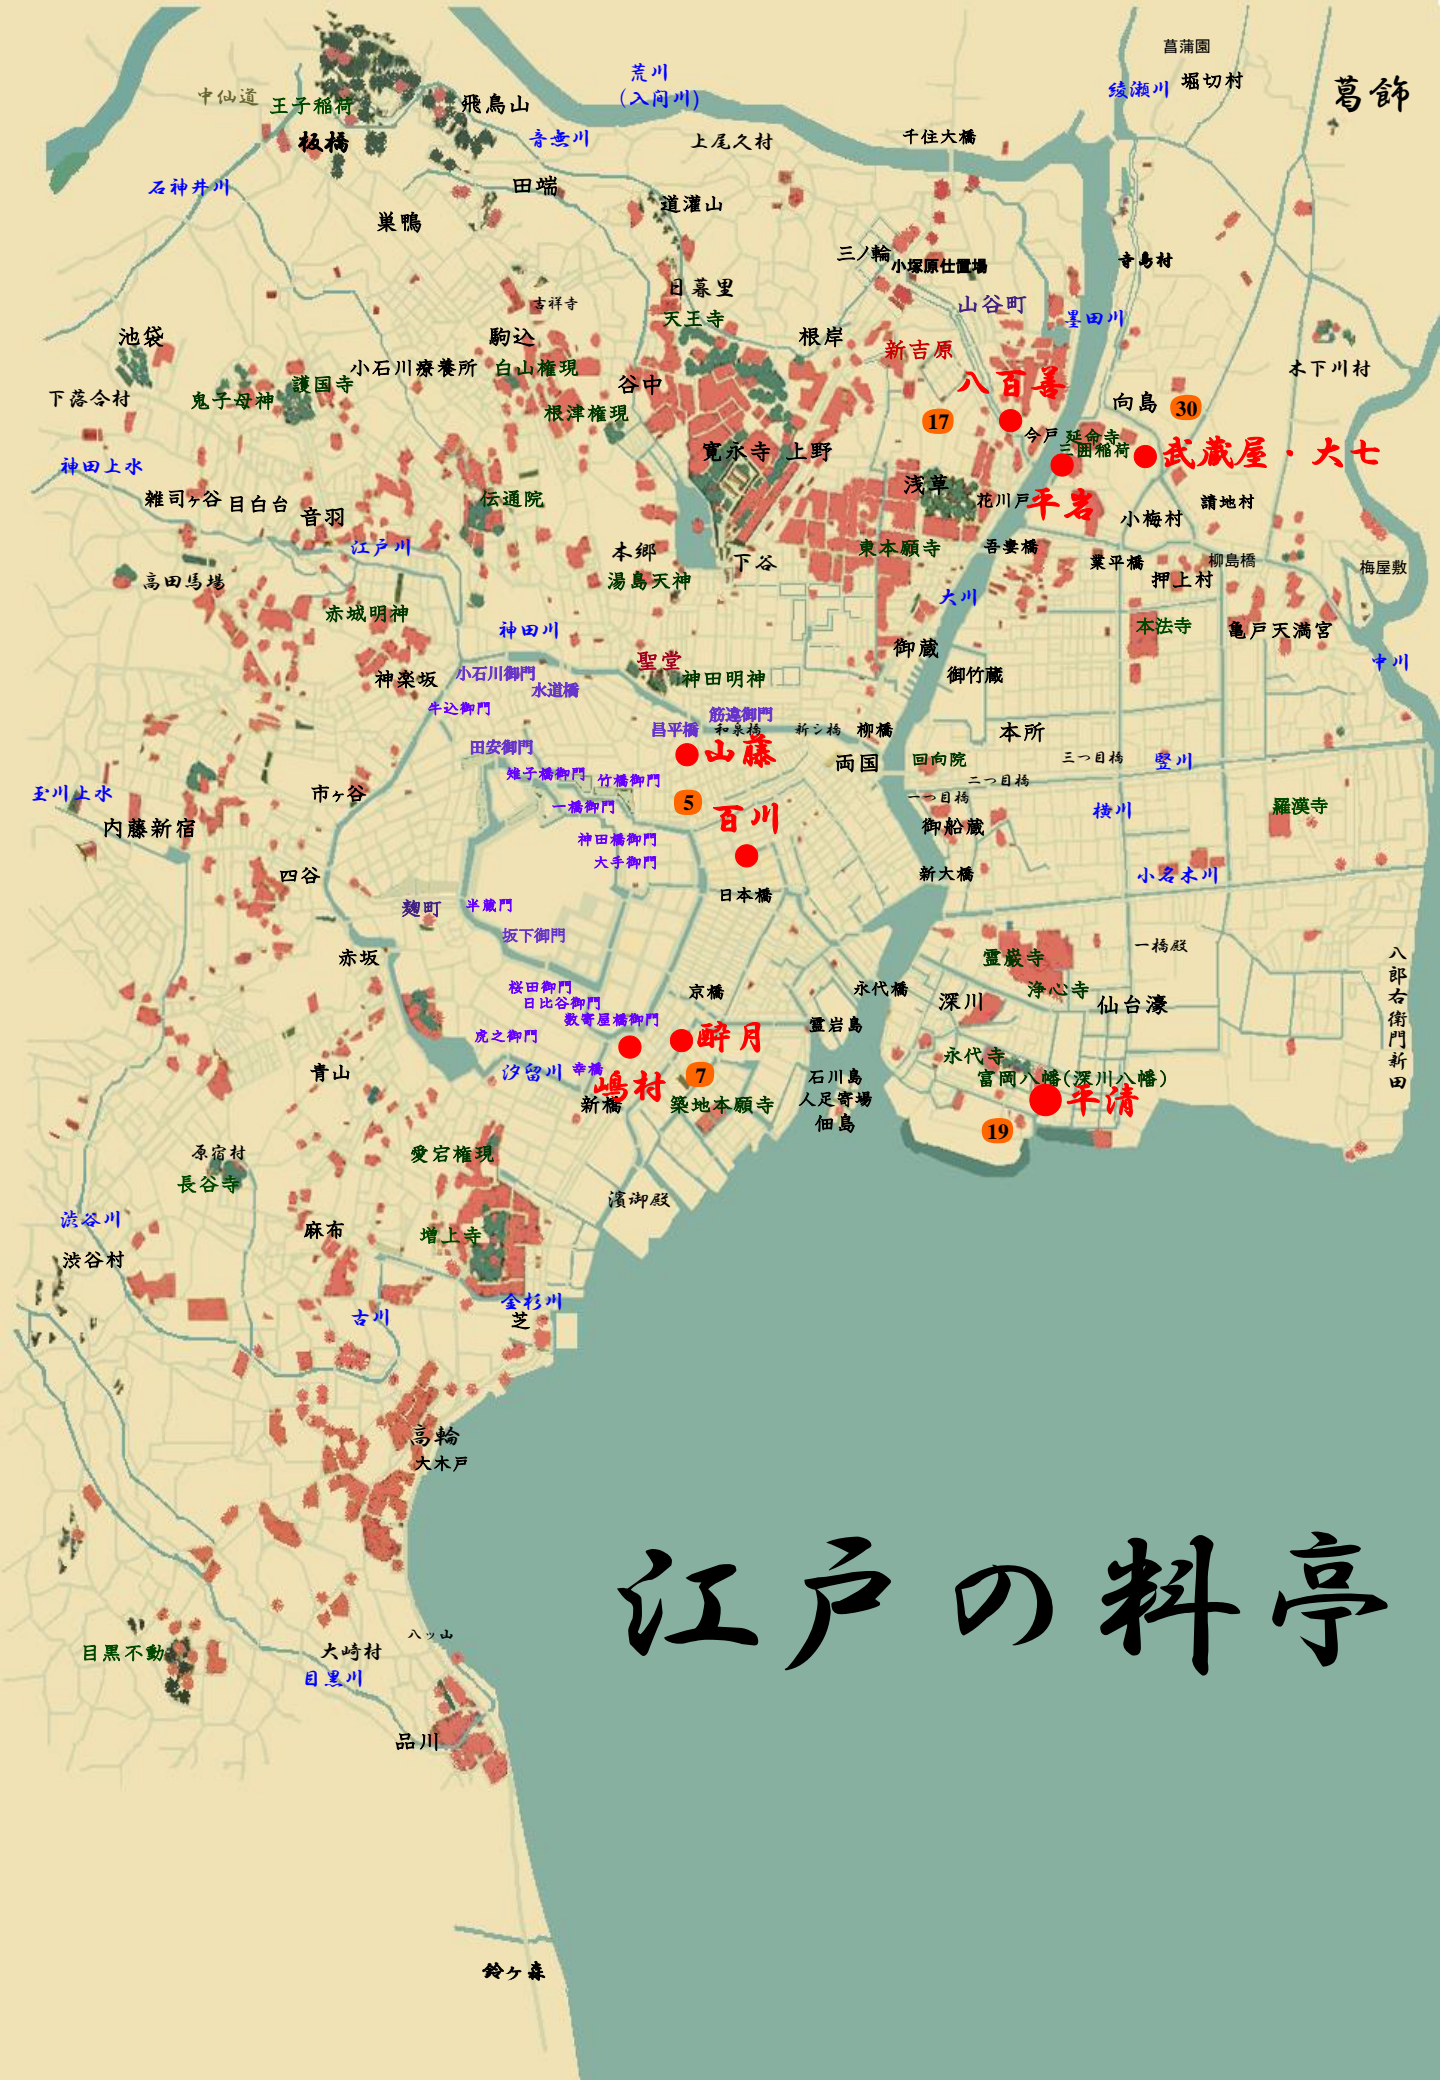 菖蒲園
荒川
(入间川)
綾瀬川
堀切村
葛飾
中仙道
王子稲荷
飛鳥山
板橋
音無川
上尾久村
千住大橋
石神井川
田端
道灌山
巣鴨
三ノ輪
小塚原仕置場
寺島村
日暮里
吉祥寺
山谷町
天王寺
墨田川
池袋
駒込
根岸
新吉原
小石川療養所
白山権現
木下川村
護国寺
谷中
八百善
下落合村
鬼子母神
根津権現
向島
30
17
今戸
延命寺
三囲稲荷
寛永寺
上野
武蔵屋・大七
神田上水
浅草
雑司ヶ谷
目白台
伝通院
花川戸
平岩
請地村
音羽
小梅村
江戸川
本郷
東本願寺
吾妻橋
業平橋
柳島橋
下谷
梅屋敷
高田馬場
湯島天神
押上村
大川
赤城明神
神田川
本法寺
亀戸天満宮
御蔵
聖堂
中川
神楽坂
小石川御門
神田明神
御竹蔵
水道橋
牛込御門
筋違御門
昌平橋
和泉橋
新シ橋
柳橋
本所
田安御門
山藤
両国
回向院
三つ目橋
竪川
雉子橋御門
竹橋御門
二つ目橋
玉川上水
市ヶ谷
一橋御門
5
一つ目橋
羅漢寺
百川
横川
内藤新宿
神田橋御門
御船蔵
大手御門
四谷
新大橋
小名木川
日本橋
麹町
半蔵門
坂下御門
一橋殿
赤坂
霊巌寺
八郎右衛門新田
桜田御門
京橋
永代橋
浄心寺
日比谷御門
深川
仙台濠
数寄屋橋御門
霊岩島
虎之御門
酔月
永代寺
青山
汐留川
幸橋
7
石川島
富岡八幡(深川八幡)
嶋村
人足寄場
平清
新橋
築地本願寺
佃島
19
原宿村
愛宕権現
長谷寺
濱御殿
渋谷川
麻布
増上寺
渋谷村
金杉川
古川
芝
高輪
大木戸
江戸の料亭
八ッ山
目黒不動
大崎村
目黒川
品川
鈴ヶ森